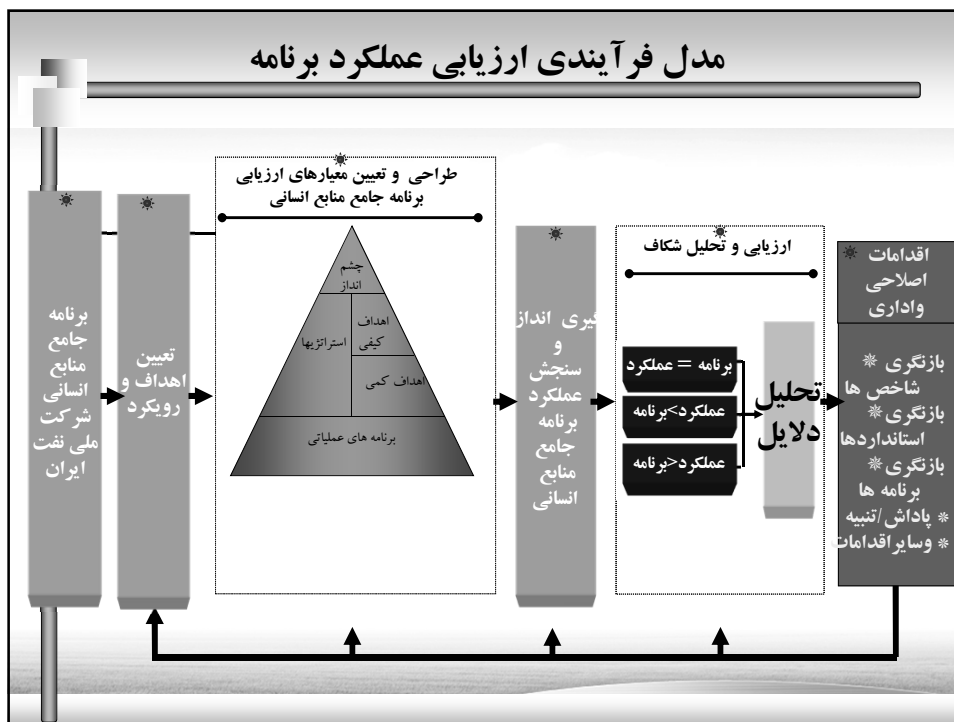 مدل فرآیندی ارزیابی عملکرد برنامه
برنامه
جامع
منابع
انسانی
شرکت
ملی نفت
ایران
تعیین
اهداف و
رویکرد
طراحی و تعیین معیارهای ارزیابی
برنامه جامع منابع انسانی
چشم
انداز
استراتژیها
اهداف
کیفی
اهداف کمی
برنامه های عملیاتی
گیری انداز
و
سنجش
عملکرد
برنامه
جامع
منابع
انسانی
ارزیابی و تحلیل شکاف
برنامه = عملکرد
عملکرد>برنامه
عملکرد<برنامه
تحلیل
دلایل
اقدامات
اصلاحی
واداری
بازنگری
شاخص ها
بازنگری
استانداردها
بازنگری
برنامه ها
پاداش/تنبیه
وسایراقدامات